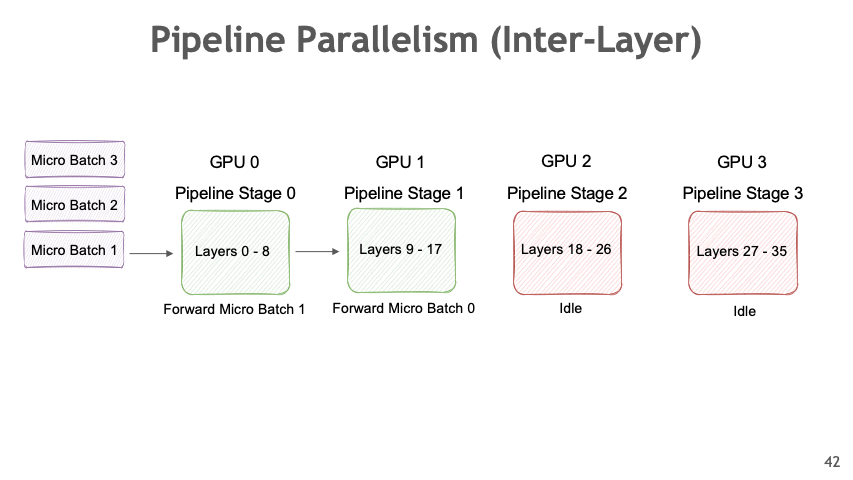 Pipeline Parallelism (Inter-Layer)
Micro Batch 3
Micro Batch 2
Micro Batch 1
GPU 0
Pipeline Stage 0
Layers 0 - 8
Forward Micro Batch 1
GPU 1
Pipeline Stage 1
Layers 9 - 17
Forward Micro Batch 0
GPU 2
Pipeline Stage 2
Layers 18 - 26
Idle
GPU 3
Pipeline Stage 3
Layers 27 - 35
Idle
42